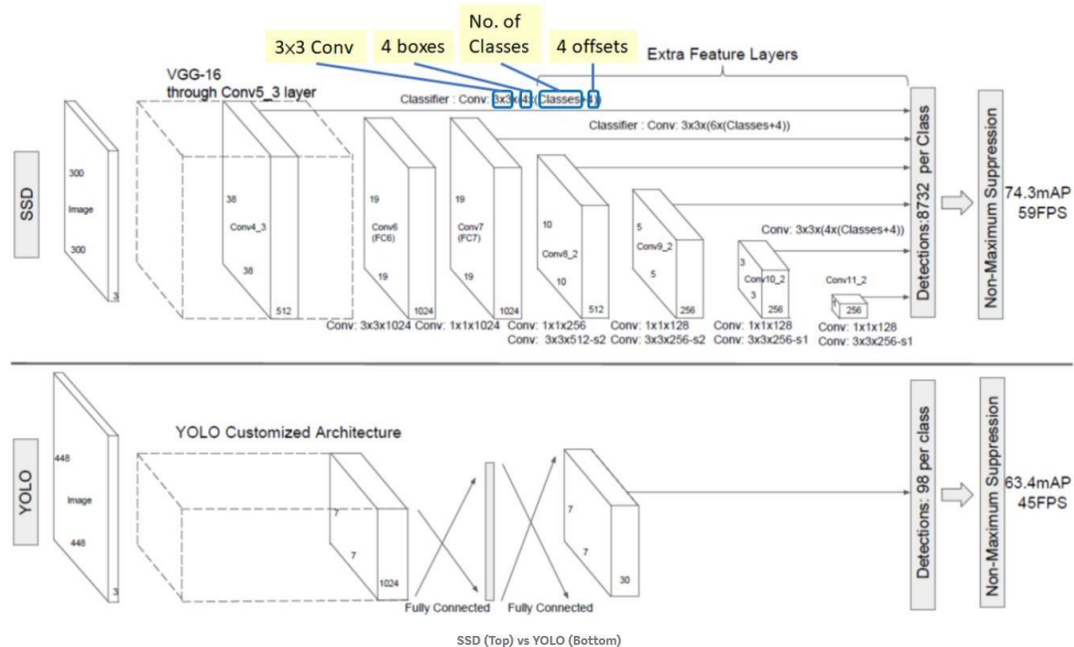 3×3 Conv
4 boxes
No. of
Classes
4 offsets
Extra Feature Layers
VGG-16
through Conv5_3 layer
Classifier : Conv: 3x3x(4x(Classes+4))
Classifier : Conv: 3x3x(6x(Classes+4))
Conv: 3x3x(4x(Classes+4))
SSD
300
Image
300
3
38
Conv4_3
38
512
19
Conv6
(FC6)
19
1024
19
Conv7
(FC7)
19
1024
10
Conv8_2
10
512
5
Conv9_2
5
256
3
Conv10_2
3
256
Conv11_2
1
256
Conv: 3x3x1024
Conv: 1x1x1024
Conv: 1x1x256
Conv: 3x3x512-s2
Conv: 1x1x128
Conv: 3x3x256-s2
Conv: 1x1x128
Conv: 3x3x256-s1
Conv: 1x1x128
Conv: 3x3x256-s1
Detections:8732 per Class
Non-Maximum Suppression
74.3mAP
59FPS
YOLO
448
Image
448
3
YOLO Customized Architecture
7
7
1024
Fully Connected
Fully Connected
7
7
30
Detections: 98 per class
Non-Maximum Suppression
63.4mAP
45FPS
SSD (Top) vs YOLO (Bottom)